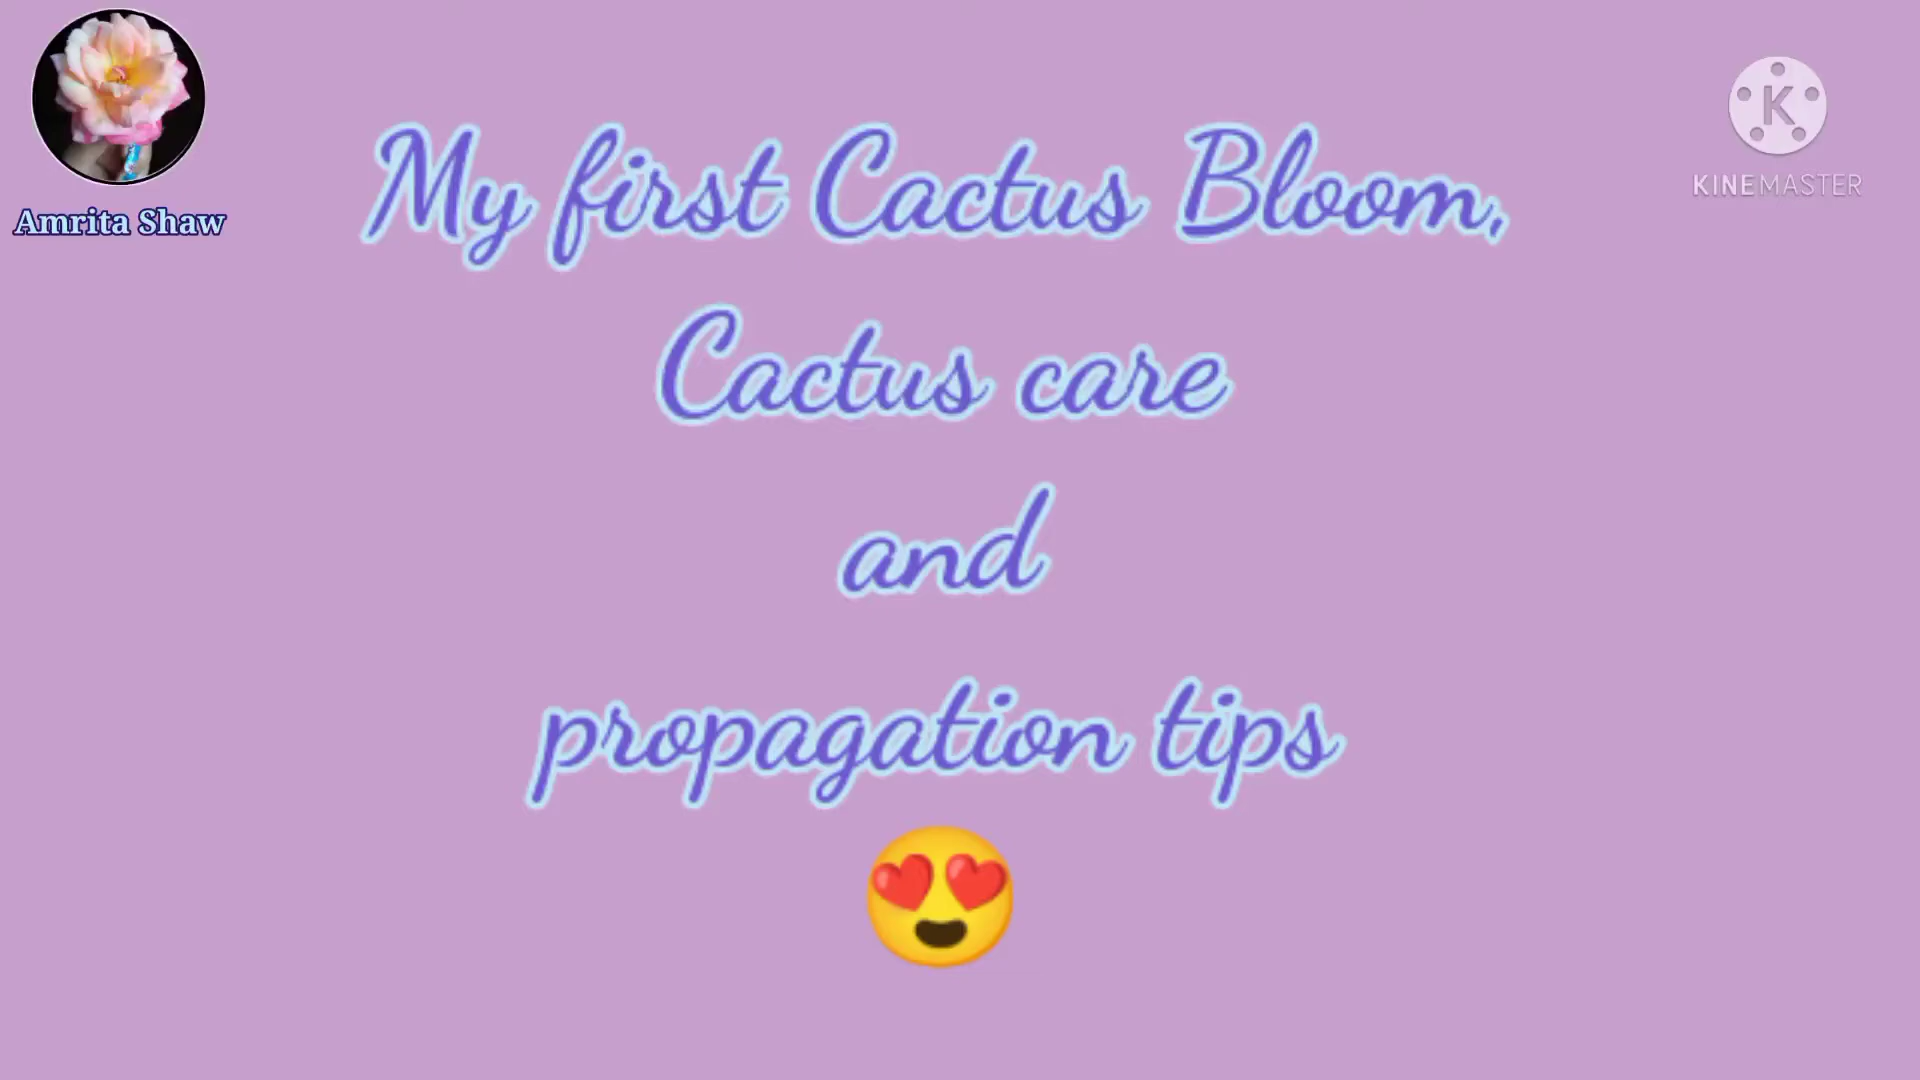 Amrita Shaw
K
KINEMASTER
My first Cactus Bloom,
Cactus care
and
propagation tips